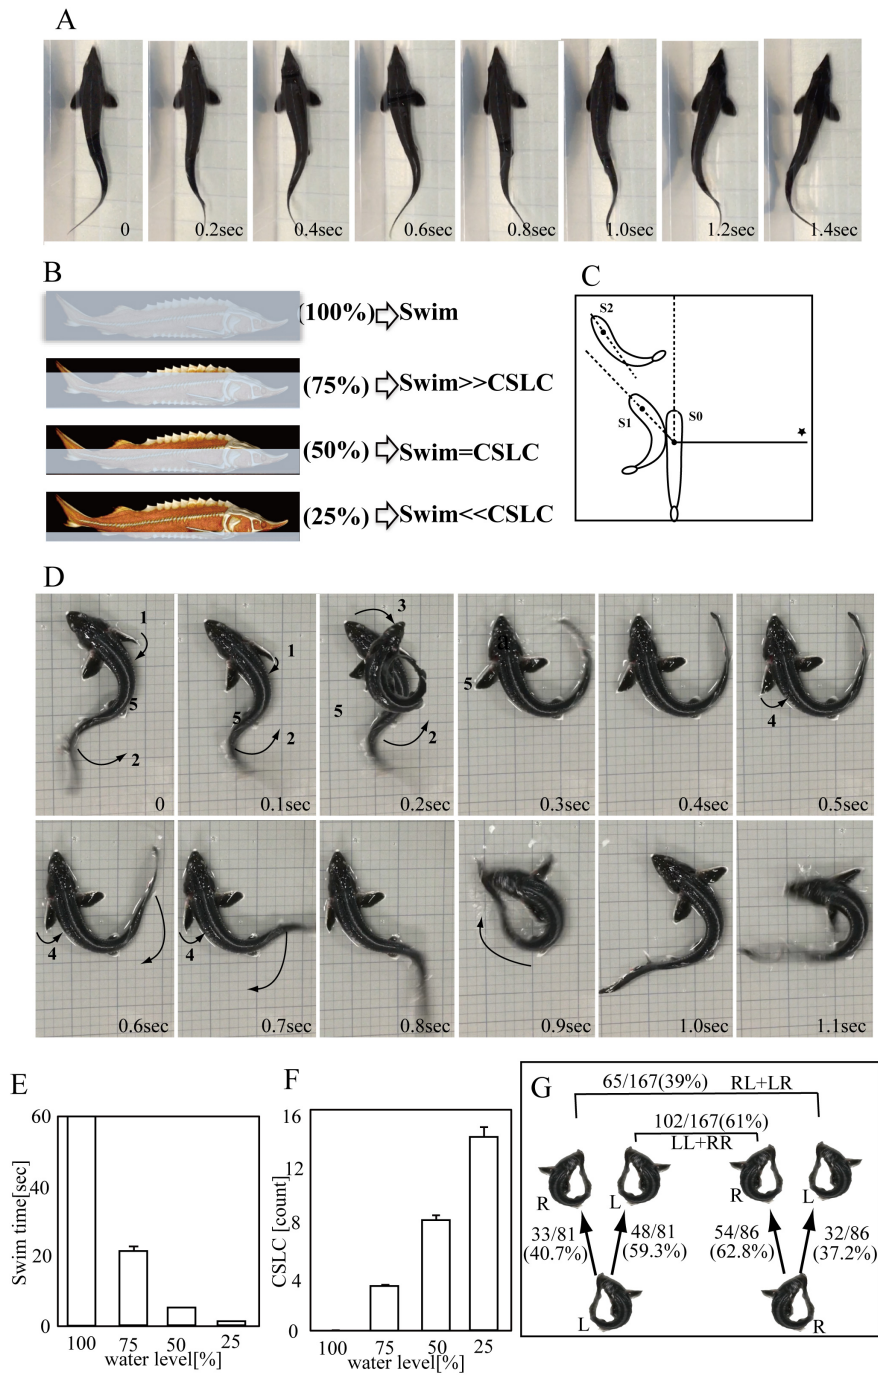 A
0
0.2sec
0.4sec
0.6sec
0.8sec
1.0sec
1.2sec
1.4sec
B
(100%) Swim
(75%) Swim>>CSLC
(50%) Swim=CSLC
(25%) Swim<<CSLC
C
S2
S1
S0
D
1
5
2
0
1
5
2
0.1sec
3
5
2
0.2sec
5
0.3sec
0.4sec
4
0.5sec
4
0.6sec
4
0.7sec
0.8sec
0.9sec
1.0sec
1.1sec
E
Swim time[sec]
60
40
20
0
100
75
50
25
water level[%]
F
CSLC [count]
16
12
8
4
0
100
75
50
25
water level[%]
G
65/167(39%) RL+LR
102/167(61%)
LL+RR
R
L
R
L
33/81
(40.7%)
48/81
(59.3%)
54/86
(62.8%)
32/86
(37.2%)
L
R